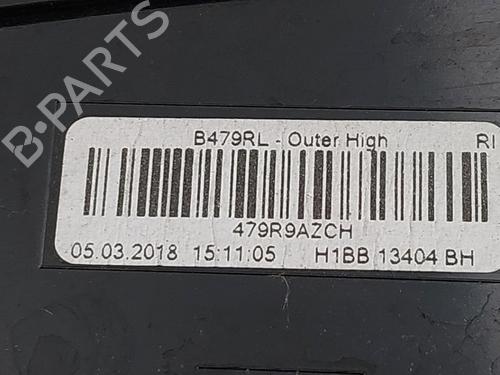 B-PARTS
B479RL - Outer High RI
479R9AZCH
05.03.2018 15:11:05 H1BB 13404 BH